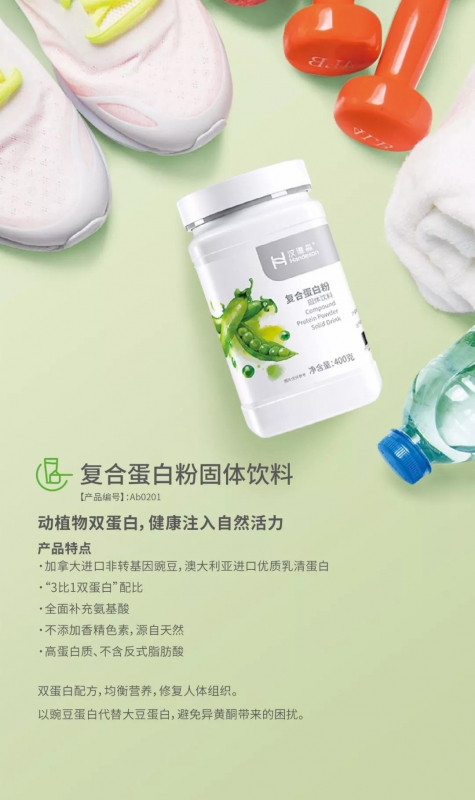 汉德森
Handeson
复合蛋白粉
固体饮料
Compound
Protein Powder
Solid Drink
净含量:400克
复合蛋白粉固体饮料
【产品编号】:Ab0201
动植物双蛋白，健康注入自然活力
产品特点
·加拿大进口非转基因豌豆，澳大利亚进口优质乳清蛋白
·“3比1双蛋白”配比
·全面补充氨基酸
·不添加香精色素，源自天然
·高蛋白质、不含反式脂肪酸
双蛋白配方，均衡营养，修复人体组织。
以豌豆蛋白代替大豆蛋白，避免异黄酮带来的困扰。